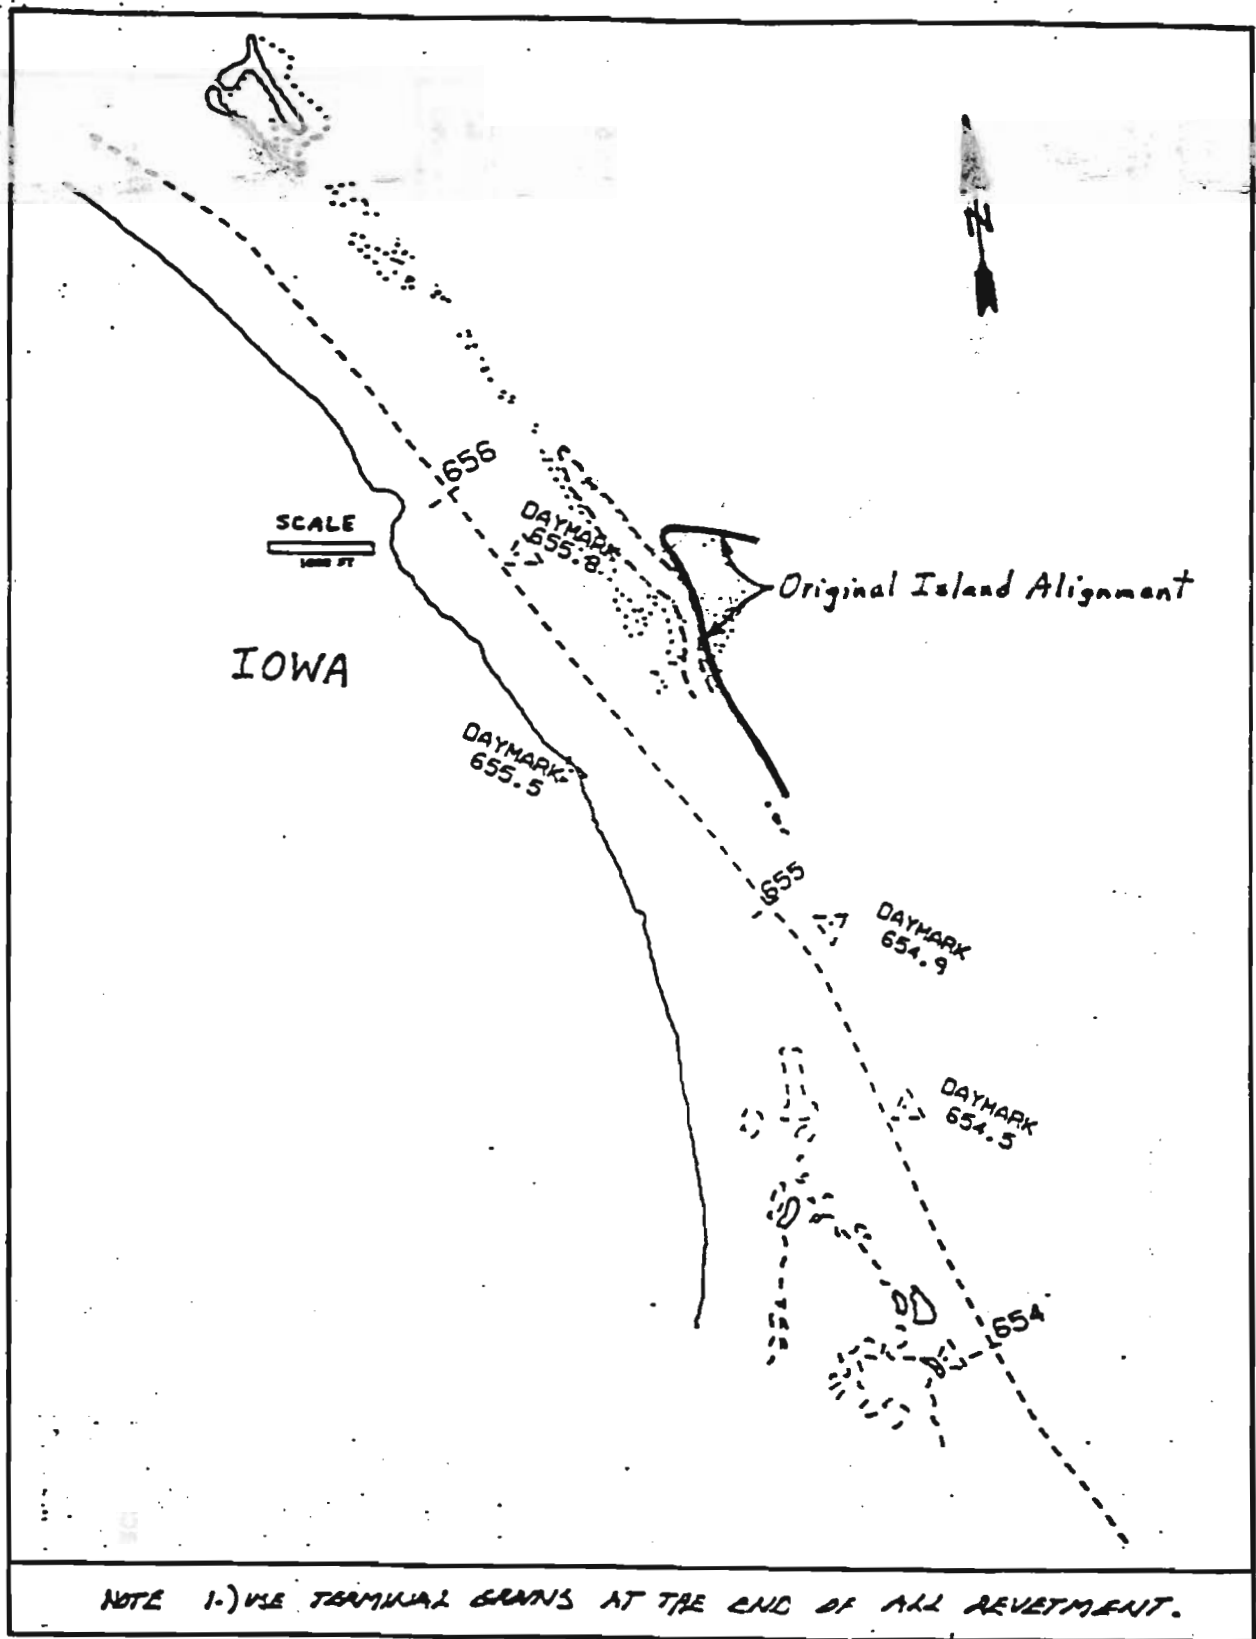 N
656
SCALE
1000 FT
DAYMARK
655.8
Original Island Alignment
IOWA
DAYMARK
655.5
655
DAYMARK
654.9
DAYMARK
654.5
654
NOTE 1.) USE TERMINAL GROINS AT THE END OF ALL REVETMENT.